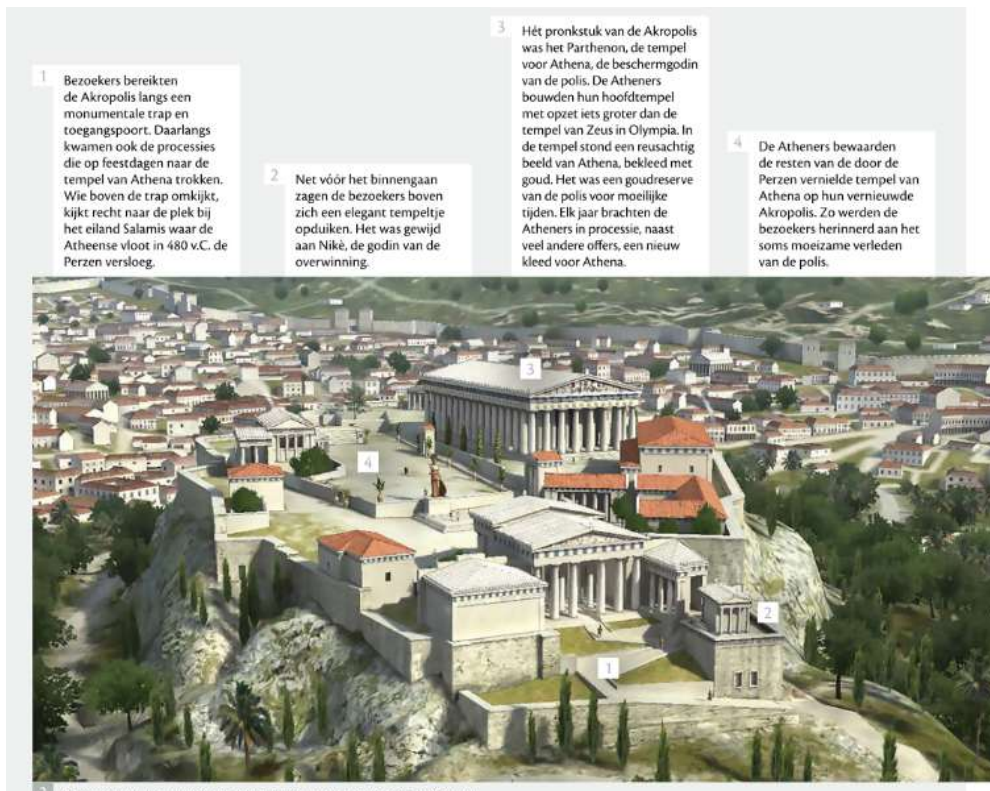 1
Bezoekers bereikten
de Akropolis langs een
monumentale trap en
toegangspoort. Daarlangs
kwamen ook de processies
die op feestdagen naar de
tempel van Athena trokken.
Wie boven de trap omkijkt,
kijkt recht naar de plek bij
het eiland Salamis waar de
Atheense vloot in 480 v.C. de
Perzen versloeg.
2
Net vóór het binnengaan
zagen de bezoekers boven
zich een elegant tempeltje
opduiken. Het was gewijd
aan Nikè, de godin van de
overwinning.
3
Hét pronkstuk van de Akropolis
was het Parthenon, de tempel
voor Athena, de beschermgodin
van de polis. De Atheners
bouwden hun hoofdtempel
met opzet iets groter dan de
tempel van Zeus in Olympia. In
de tempel stond een reusachtig
beeld van Athena, bekleed met
goud. Het was een goudreserve
van de polis voor moeilijke
tijden. Elk jaar brachten de
Atheners in processie, naast
veel andere offers, een nieuw
kleed voor Athena.
4
De Atheners bewaarden
de resten van de door de
Perzen vernielde tempel van
Athena op hun vernieuwde
Akropolis. Zo werden de
bezoekers herinnerd aan het
soms moeizame verleden
van de polis.
3
4
2
1